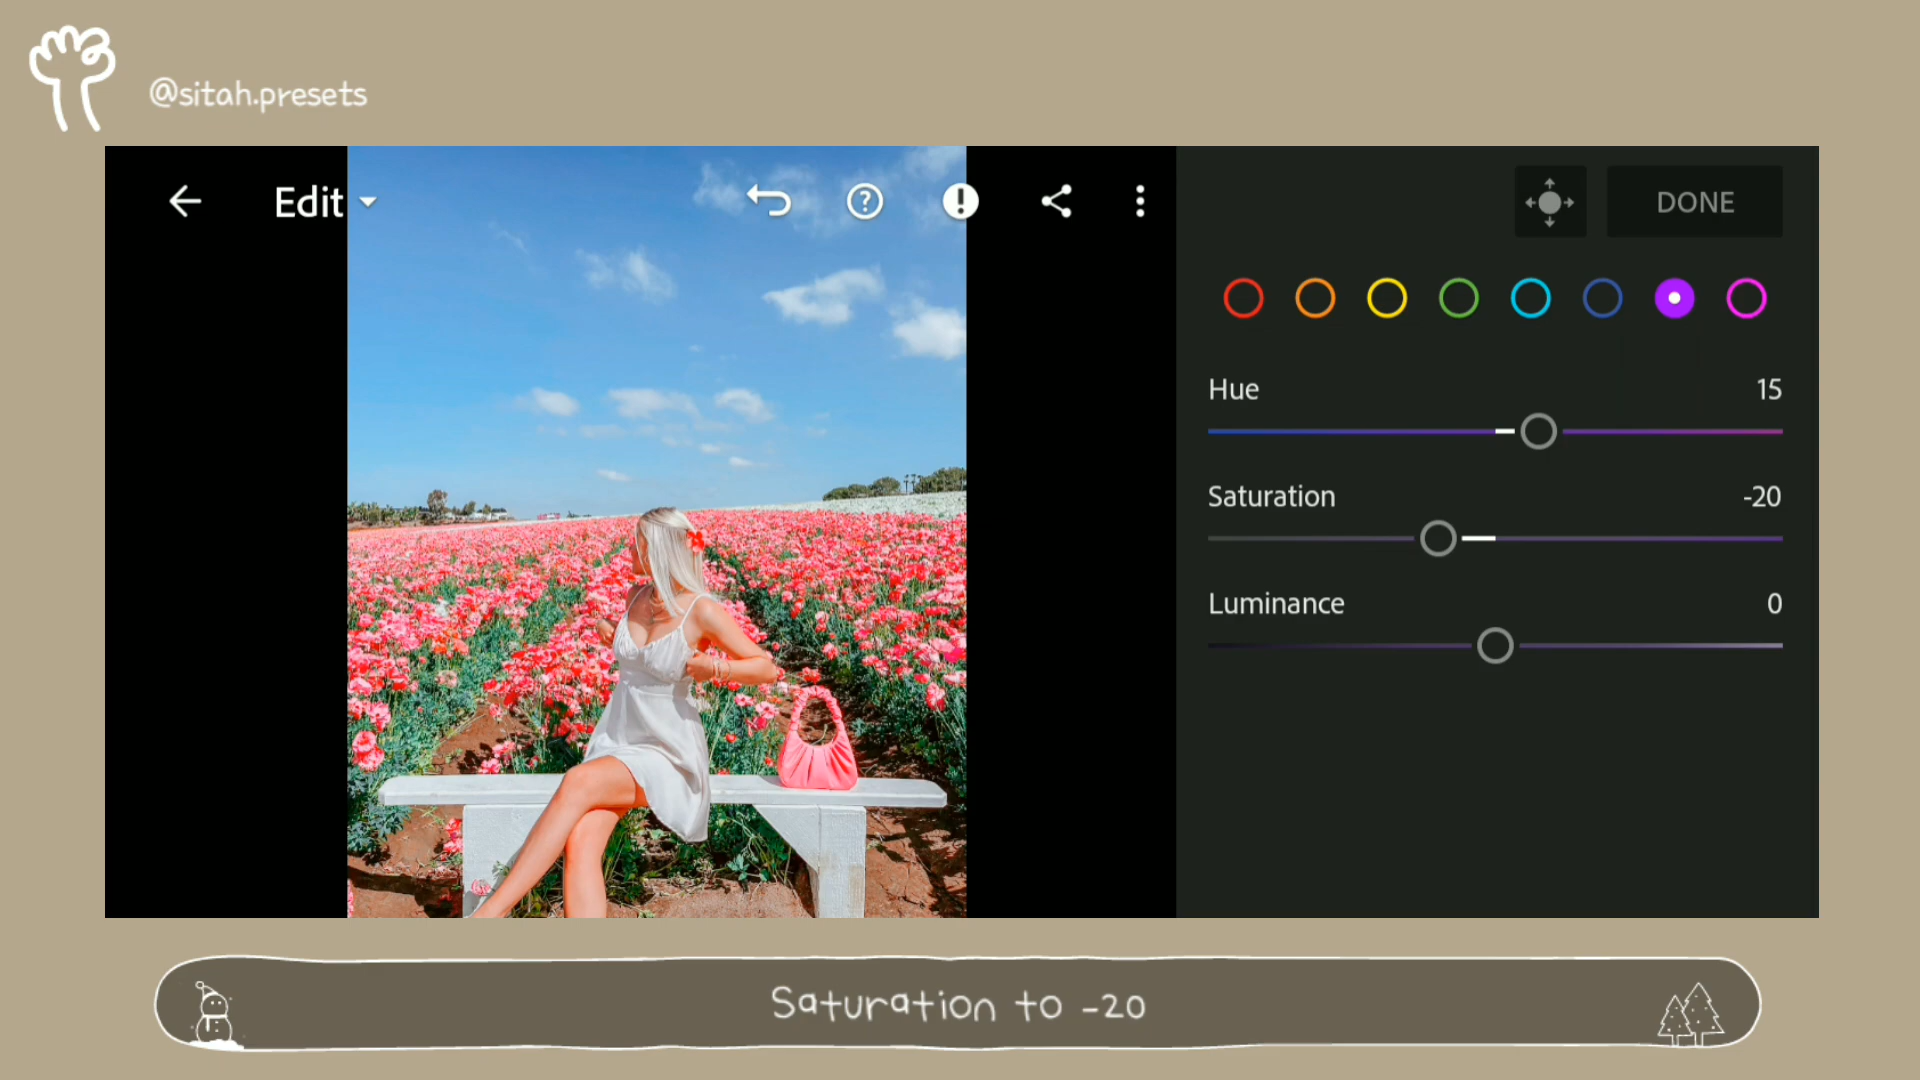 @sitah.presets
Edit
DONE
Hue 15
Saturation -20
Luminance 0
Saturation to -20